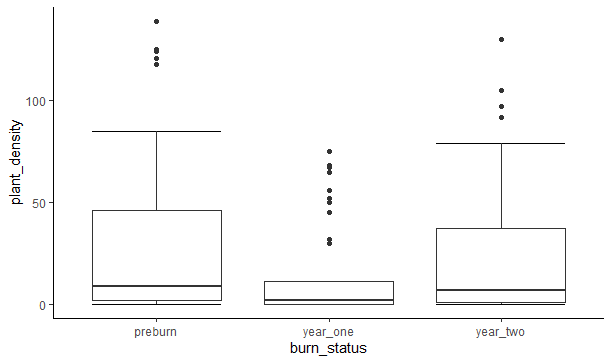 plant_density
100
50
0
preburn
year_one
year_two
burn_status